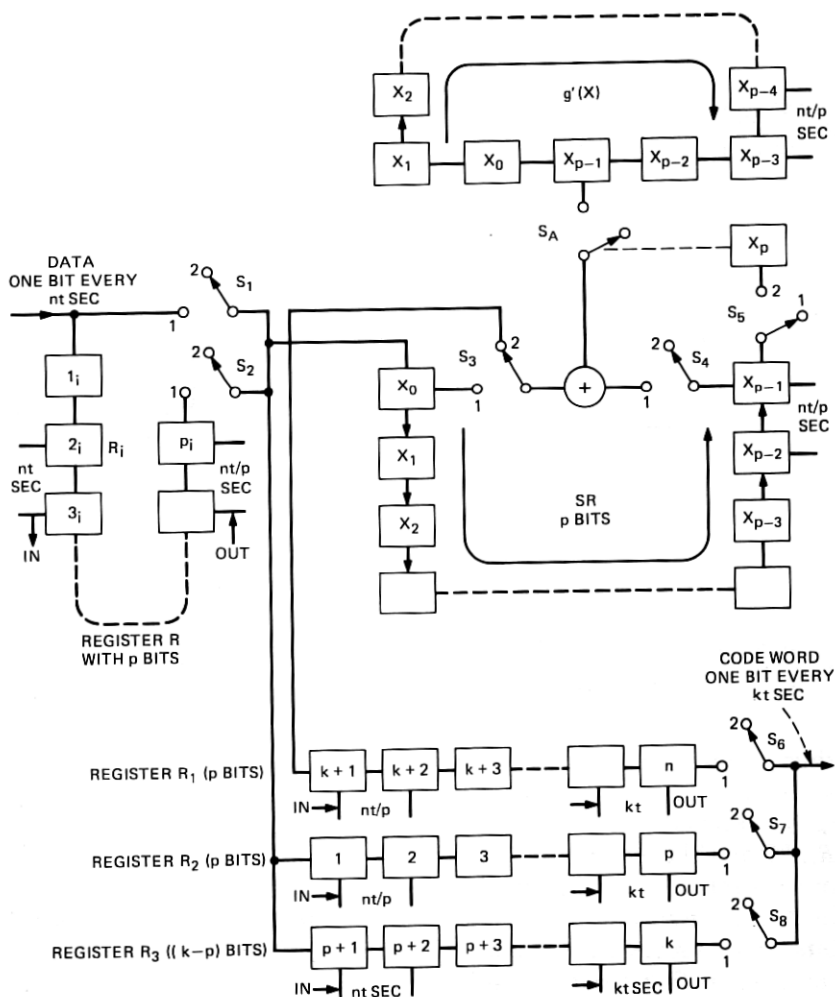 X2
g'(X)
Xp−4
nt/p
SEC
X1
X0
Xp−1
Xp−2
Xp−3
SA
Xp
DATA
ONE BIT EVERY
nt SEC
2
S1
1
2
S2
1
1i
2i
Ri
pi
nt
SEC
nt/p
SEC
3i
IN
OUT
REGISTER R
WITH p BITS
2
S3
1
+
2
S4
1
2
S5
1
X0
X1
X2
Xp−1
Xp−2
Xp−3
nt/p
SEC
SR
p BITS
CODE WORD
ONE BIT EVERY
kt SEC
REGISTER R1 (p BITS)
k + 1
k + 2
k + 3
n
2
S6
1
IN
nt/p
kt
OUT
REGISTER R2 (p BITS)
1
2
3
p
2
S7
1
IN
nt/p
kt
OUT
REGISTER R3 ((k−p) BITS)
p + 1
p + 2
p + 3
k
2
S8
1
IN
nt SEC
kt SEC
OUT